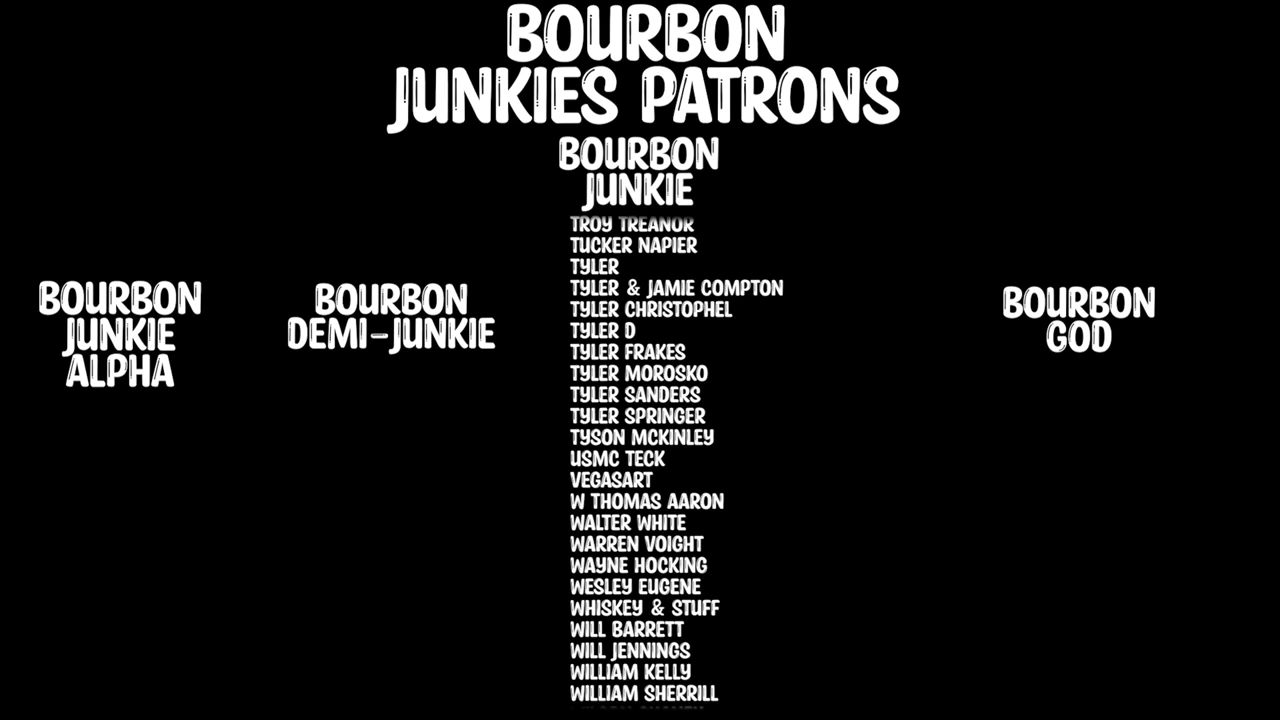 BOURBON
JUNKIES PATRONS
BOURBON
JUNKIE
ALPHA
BOURBON
DEMI-JUNKIE
BOURBON
JUNKIE
TROY TREANOR
TUCKER NAPIER
TYLER
TYLER & JAMIE COMPTON
TYLER CHRISTOPHEL
TYLER D
TYLER FRAKES
TYLER MOROSKO
TYLER SANDERS
TYLER SPRINGER
TYSON MCKINLEY
USMC TECK
VEGASART
W THOMAS AARON
WALTER WHITE
WARREN VOIGHT
WAYNE HOCKING
WESLEY EUGENE
WHISKEY & STUFF
WILL BARRETT
WILL JENNINGS
WILLIAM KELLY
WILLIAM SHERRILL
BOURBON
GOD